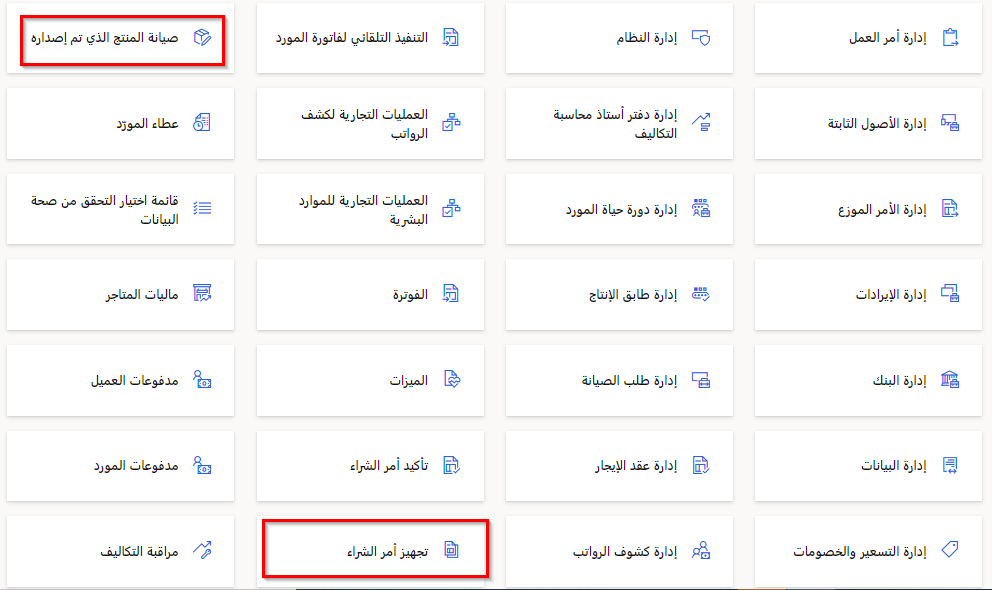 إدارة أمر العمل
إدارة النظام
التنفيذ التلقائي لفاتورة المورد
صيانة المنتج الذي تم إصداره
إدارة الأصول الثابتة
إدارة دفتر أستاذ محاسبة
التكاليف
العمليات التجارية لكشف
الرواتب
عطاء المورّد
إدارة الأمر الموزع
إدارة دورة حياة المورد
العمليات التجارية للموارد
البشرية
قائمة اختيار التحقق من صحة
البيانات
إدارة الإيرادات
إدارة طابق الإنتاج
الفوترة
ماليات المتاجر
إدارة البنك
إدارة طلب الصيانة
الميزات
مدفوعات العميل
إدارة البيانات
إدارة عقد الإيجار
تأكيد أمر الشراء
مدفوعات المورد
إدارة التسعير والخصومات
إدارة كشوف الرواتب
تجهيز أمر الشراء
مراقبة التكاليف